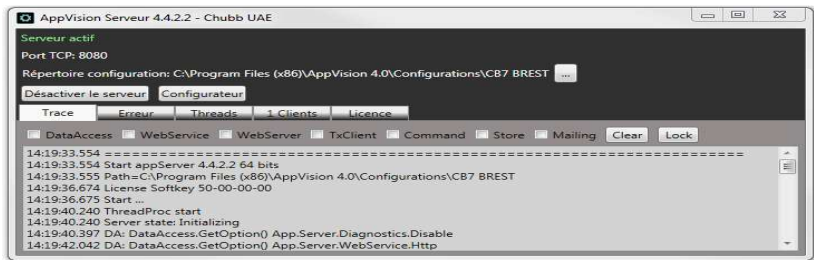 AppVision Serveur 4.4.2.2 - Chubb UAE
Serveur actif
Port TCP: 8080
Répertoire configuration: C:\Program Files (x86)\AppVision 4.0\Configurations\CB7 BREST ...
Désactiver le serveur Configurateur
Trace Erreur Threads 1 Clients Licence
DataAccess WebService WebServer TxClient Command Store Mailing Clear Lock
14:19:33.554 ========================================================================
14:19:33.554 Start appServer 4.4.2.2 64 bits
14:19:33.555 Path=C:\Program Files (x86)\AppVision 4.0\Configurations\CB7 BREST
14:19:36.674 License Softkey 50-00-00-00
14:19:36.675 Start ...
14:19:40.240 ThreadProc start
14:19:40.240 Server state: Initializing
14:19:40.397 DA: DataAccess.GetOption() App.Server.Diagnostics.Disable
14:19:42.042 DA: DataAccess.GetOption() App.Server.WebService.Http